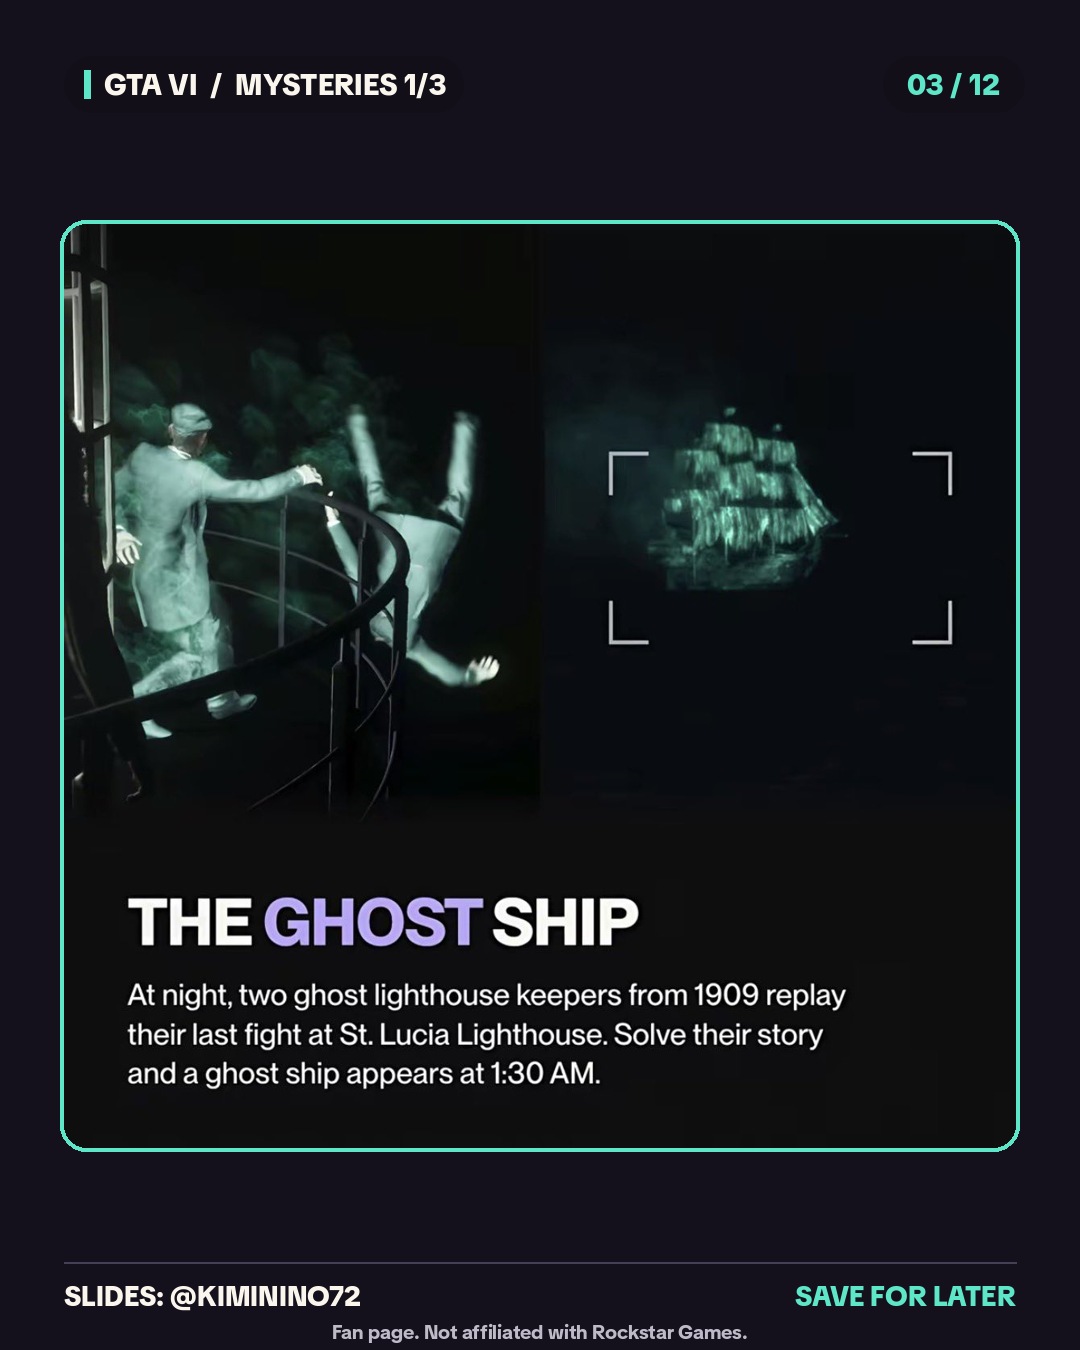 GTA VI / MYSTERIES 1/3
03 / 12
THE GHOST SHIP
At night, two ghost lighthouse keepers from 1909 replay
their last fight at St. Lucia Lighthouse. Solve their story
and a ghost ship appears at 1:30 AM.
SLIDES: @KIMININO72
SAVE FOR LATER
Fan page. Not affiliated with Rockstar Games.